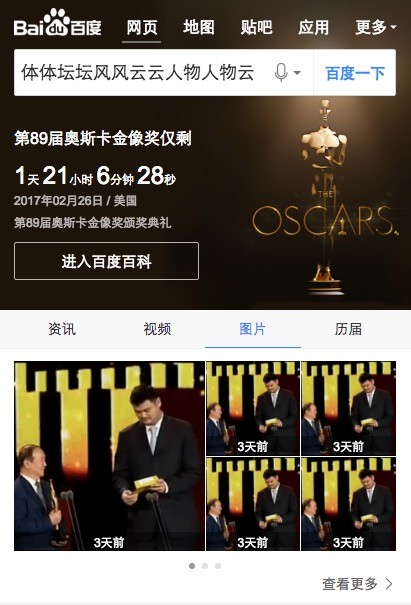 Bai du 百度 网页 地图 贴吧 应用 更多
体体坛坛风风云云人物人物云 百度一下
第89届奥斯卡金像奖仅剩
1天21小时6分钟28秒
2017年02月26日 / 美国
第89届奥斯卡金像奖颁奖典礼
进入百度百科
THE
OSCARS.
资讯 视频 图片 历届
3天前 3天前
3天前 3天前 3天前
查看更多